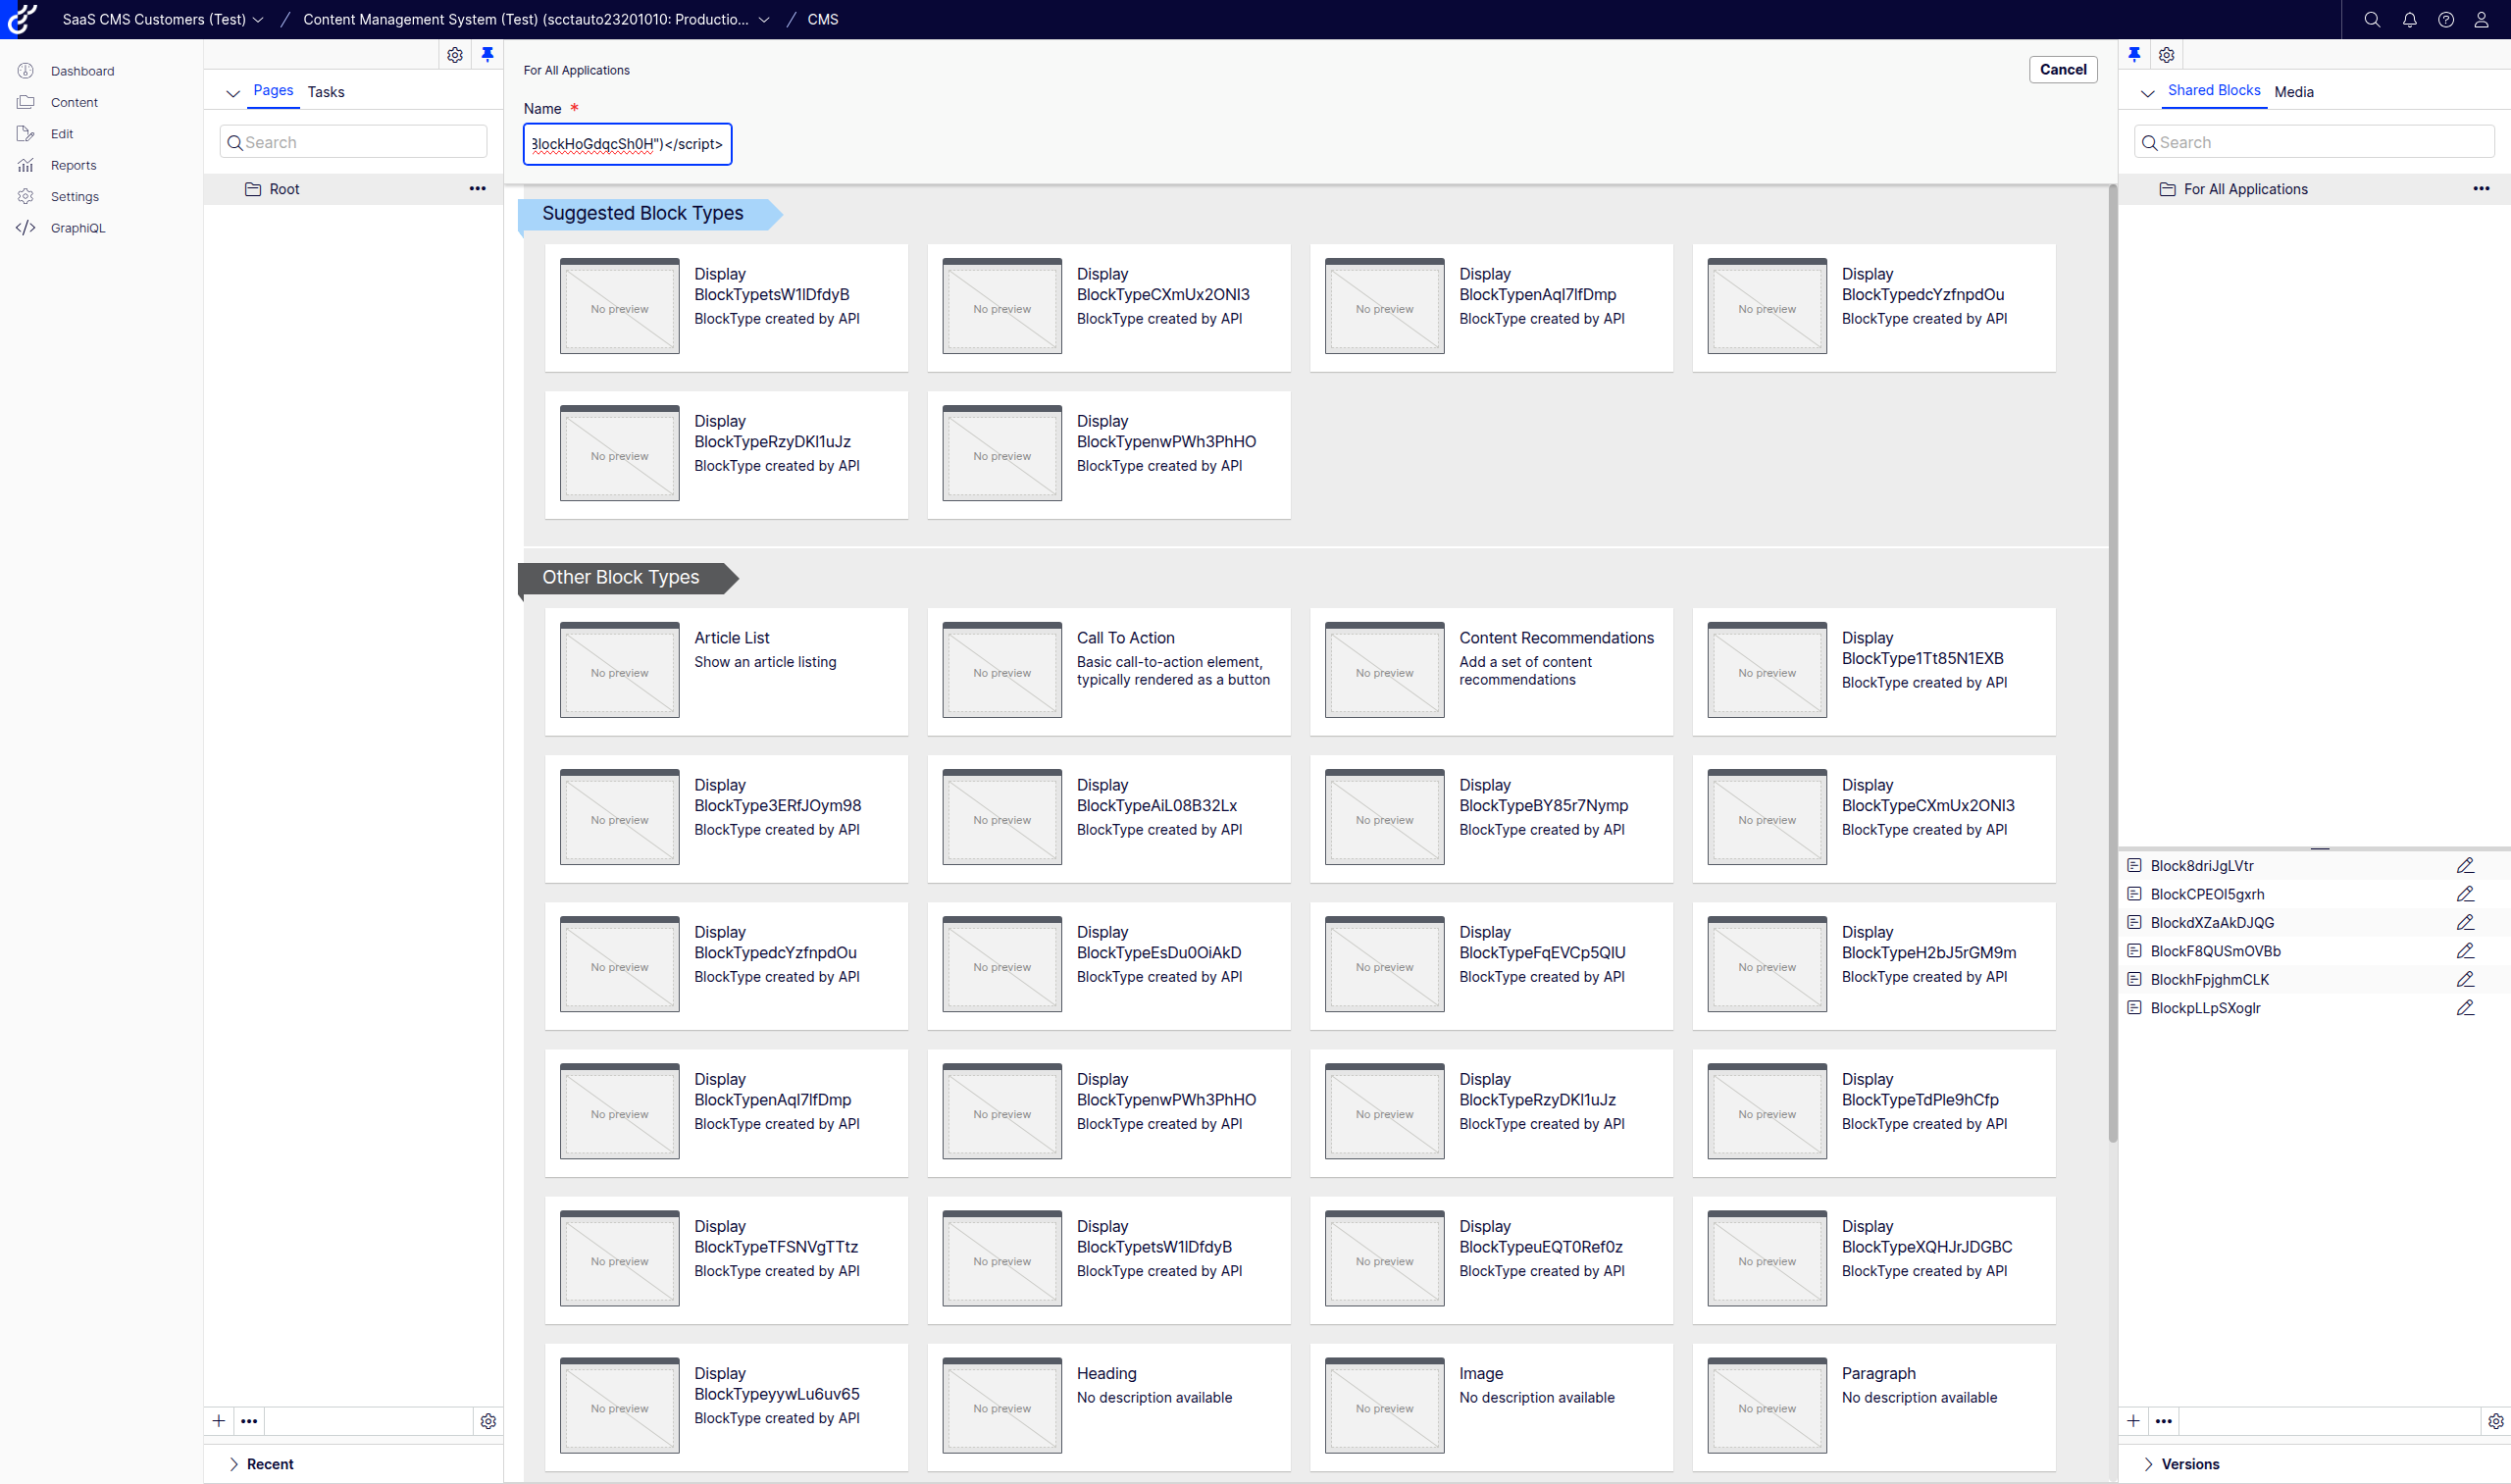 SaaS CMS Customers (Test) / Content Management System (Test) (scctauto23201010: Productio... / CMS
Dashboard
Content
Edit
Reports
Settings
GraphiQL
Pages Tasks
Search
Root
Recent
For All Applications
Cancel
Name *
BlockHoGdqcSh0H")</script>
Suggested Block Types
No preview
Display
BlockTypetsW1lDfdyB
BlockType created by API
No preview
Display
BlockTypeCXmUx2ONI3
BlockType created by API
No preview
Display
BlockTypenAql7lfDmp
BlockType created by API
No preview
Display
BlockTypedcYzfnpdOu
BlockType created by API
No preview
Display
BlockTypeRzyDKl1uJz
BlockType created by API
No preview
Display
BlockTypenwPWh3PhHO
BlockType created by API
Other Block Types
No preview
Article List
Show an article listing
No preview
Call To Action
Basic call-to-action element,
typically rendered as a button
No preview
Content Recommendations
Add a set of content
recommendations
No preview
Display
BlockType1Tt85N1EXB
BlockType created by API
No preview
Display
BlockType3ERfJOym98
BlockType created by API
No preview
Display
BlockTypeAiL08B32Lx
BlockType created by API
No preview
Display
BlockTypeBY85r7Nymp
BlockType created by API
No preview
Display
BlockTypeCXmUx2ONI3
BlockType created by API
No preview
Display
BlockTypedcYzfnpdOu
BlockType created by API
No preview
Display
BlockTypeEsDu0OiAkD
BlockType created by API
No preview
Display
BlockTypeFqEVCp5QlU
BlockType created by API
No preview
Display
BlockTypeH2bJ5rGM9m
BlockType created by API
No preview
Display
BlockTypenAql7lfDmp
BlockType created by API
No preview
Display
BlockTypenwPWh3PhHO
BlockType created by API
No preview
Display
BlockTypeRzyDKl1uJz
BlockType created by API
No preview
Display
BlockTypeTdPle9hCfp
BlockType created by API
No preview
Display
BlockTypeTFSNVgTTtz
BlockType created by API
No preview
Display
BlockTypetsW1lDfdyB
BlockType created by API
No preview
Display
BlockTypeuEQT0Ref0z
BlockType created by API
No preview
Display
BlockTypeXQHJrJDGBC
BlockType created by API
No preview
Display
BlockTypeyywLu6uv65
BlockType created by API
No preview
Heading
No description available
No preview
Image
No description available
No preview
Paragraph
No description available
Shared Blocks Media
Search
For All Applications
Block8driJgLVtr
BlockCPEOl5gxrh
BlockdXZaAkDJQG
BlockF8QUSmOVBb
BlockhFpjghmCLK
BlockpLLpSXoglr
Versions